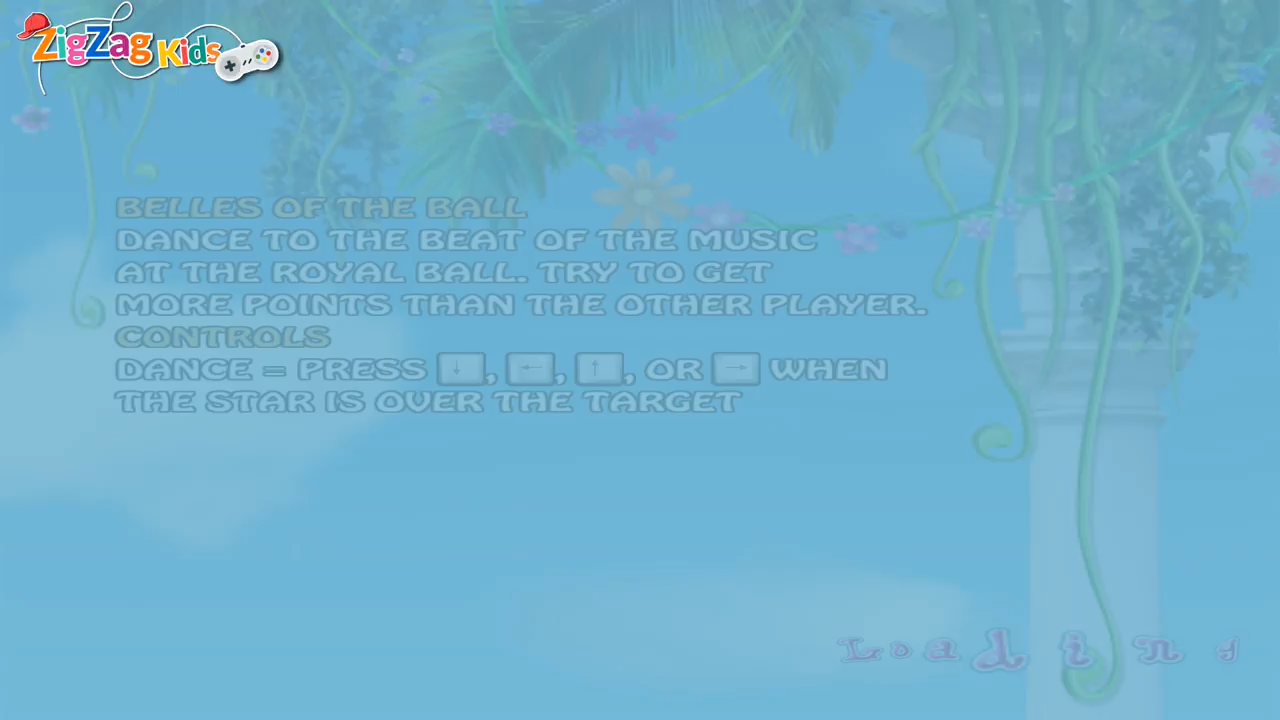 ZigZag Kids
BELLES OF THE BALL
DANCE TO THE BEAT OF THE MUSIC
AT THE ROYAL BALL. TRY TO GET
MORE POINTS THAN THE OTHER PLAYER.
CONTROLS
DANCE = PRESS ↓, ←, ↑, OR → WHEN
THE STAR IS OVER THE TARGET
Loading